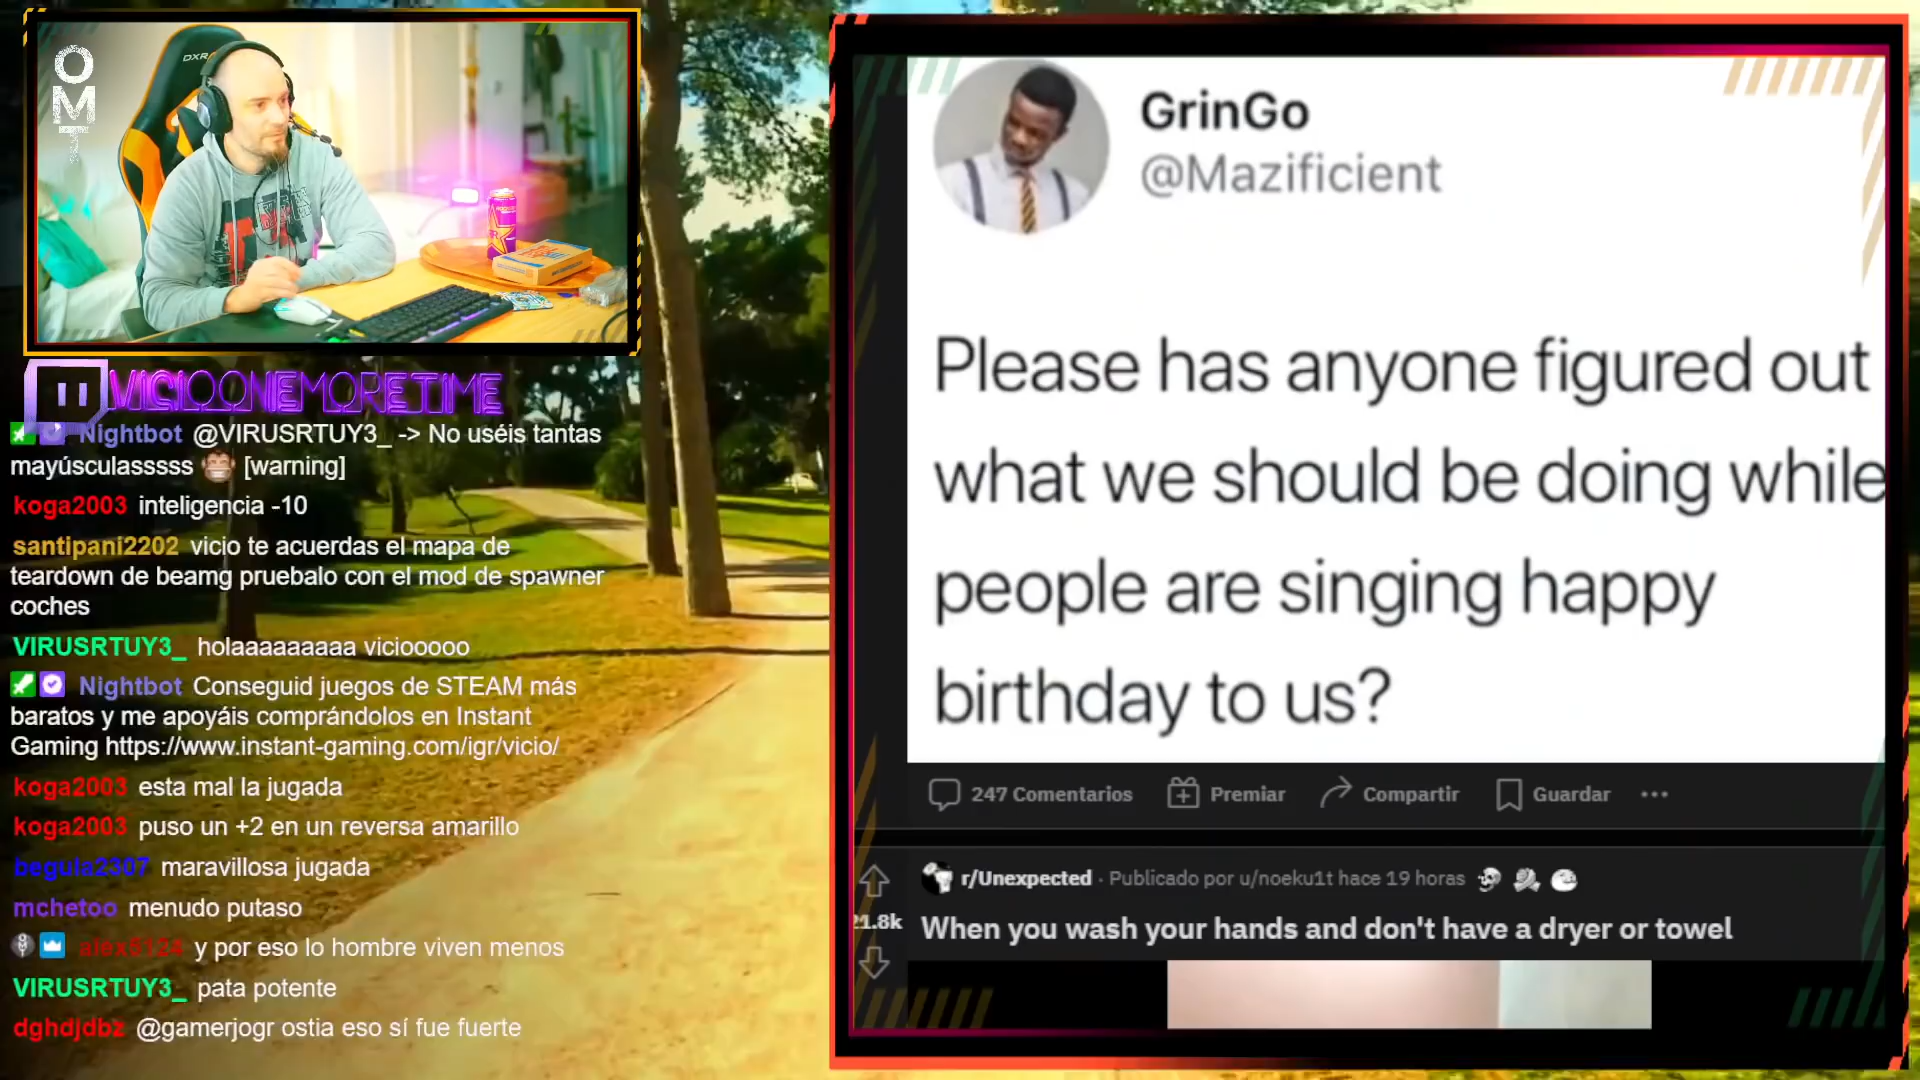 OMT
DXR
VICIOONEMORETIME
Nightbot @VIRUSRTUY3_ -> No uséis tantas
mayúsculasssss [warning]
koga2003 inteligencia -10
santipani2202 vicio te acuerdas el mapa de
teardown de beamg pruebalo con el mod de spawner
coches
VIRUSRTUY3_ holaaaaaaaaa viciooooo
Nightbot Conseguid juegos de STEAM más
baratos y me apoyáis comprándolos en Instant
Gaming https://www.instant-gaming.com/igr/vicio/
koga2003 esta mal la jugada
koga2003 puso un +2 en un reversa amarillo
begula2307 maravillosa jugada
mchetoo menudo putaso
alex5124 y por eso lo hombre viven menos
VIRUSRTUY3_ pata potente
dghdjdbz @gamerjogr ostia eso sí fue fuerte
GrinGo
@Mazificient
Please has anyone figured out
what we should be doing while
people are singing happy
birthday to us?
247 Comentarios Premiar Compartir Guardar
r/Unexpected · Publicado por u/noeku1t hace 19 horas
21.8k
When you wash your hands and don't have a dryer or towel